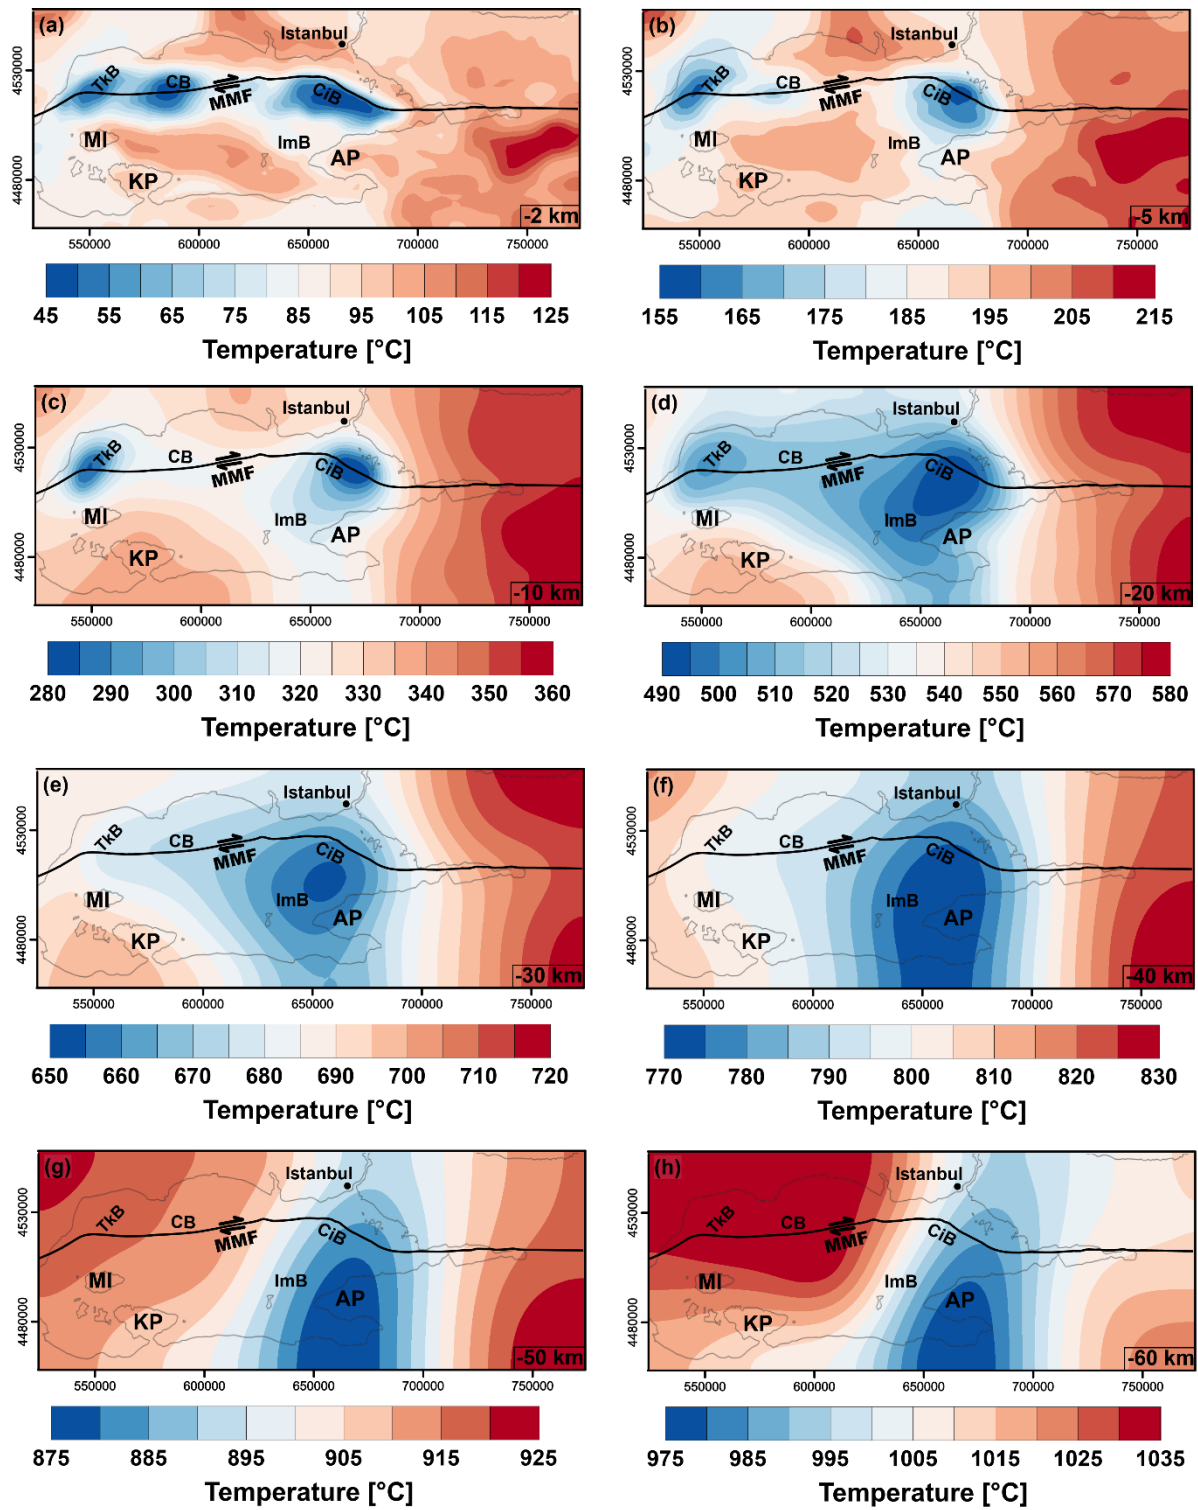 (a)
Istanbul
4530000
TkB
CB
MMF
CiB
MI
ImB
AP
KP
4480000
-2 km
550000 600000 650000 700000 750000
45 55 65 75 85 95 105 115 125
Temperature [°C]
(b)
Istanbul
4530000
TkB
CB
MMF
CiB
MI
ImB
AP
KP
4480000
-5 km
550000 600000 650000 700000 750000
155 165 175 185 195 205 215
Temperature [°C]
(c)
Istanbul
4530000
TkB
CB
MMF
CiB
MI
ImB
AP
KP
4480000
-10 km
550000 600000 650000 700000 750000
280 290 300 310 320 330 340 350 360
Temperature [°C]
(d)
Istanbul
4530000
TkB
CB
MMF
CiB
MI
ImB
AP
KP
4480000
-20 km
550000 600000 650000 700000 750000
490 500 510 520 530 540 550 560 570 580
Temperature [°C]
(e)
Istanbul
4530000
TkB
CB
MMF
CiB
MI
ImB
AP
KP
4480000
-30 km
550000 600000 650000 700000 750000
650 660 670 680 690 700 710 720
Temperature [°C]
(f)
Istanbul
4530000
TkB
CB
MMF
CiB
MI
ImB
AP
KP
4480000
-40 km
550000 600000 650000 700000 750000
770 780 790 800 810 820 830
Temperature [°C]
(g)
Istanbul
4530000
TkB
CB
MMF
CiB
MI
ImB
AP
KP
4480000
-50 km
550000 600000 650000 700000 750000
875 885 895 905 915 925
Temperature [°C]
(h)
Istanbul
4530000
TkB
CB
MMF
CiB
MI
ImB
AP
KP
4480000
-60 km
550000 600000 650000 700000 750000
975 985 995 1005 1015 1025 1035
Temperature [°C]